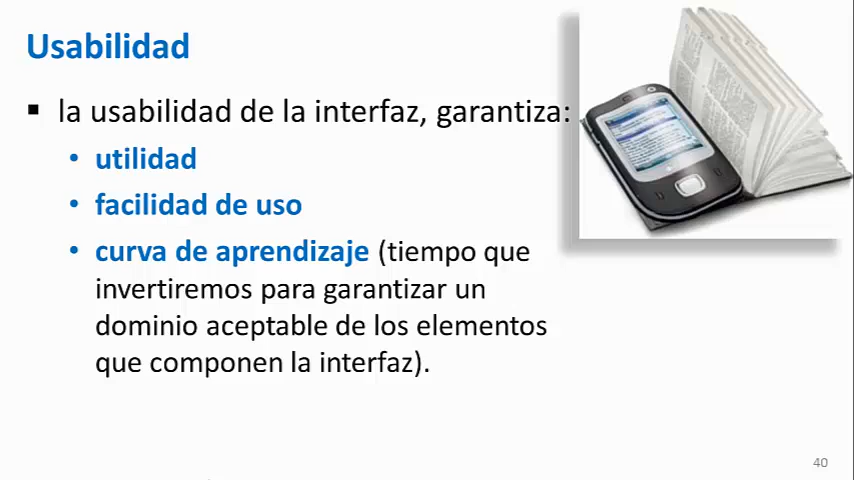 Usabilidad
▪ la usabilidad de la interfaz, garantiza:
• utilidad
• facilidad de uso
• curva de aprendizaje (tiempo que
invertiremos para garantizar un
dominio aceptable de los elementos
que componen la interfaz).
40